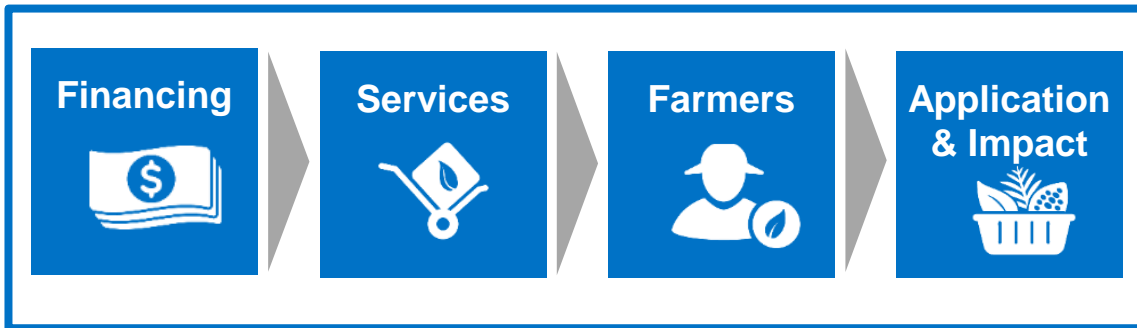 Financing
Services
Farmers
Application
& Impact
$